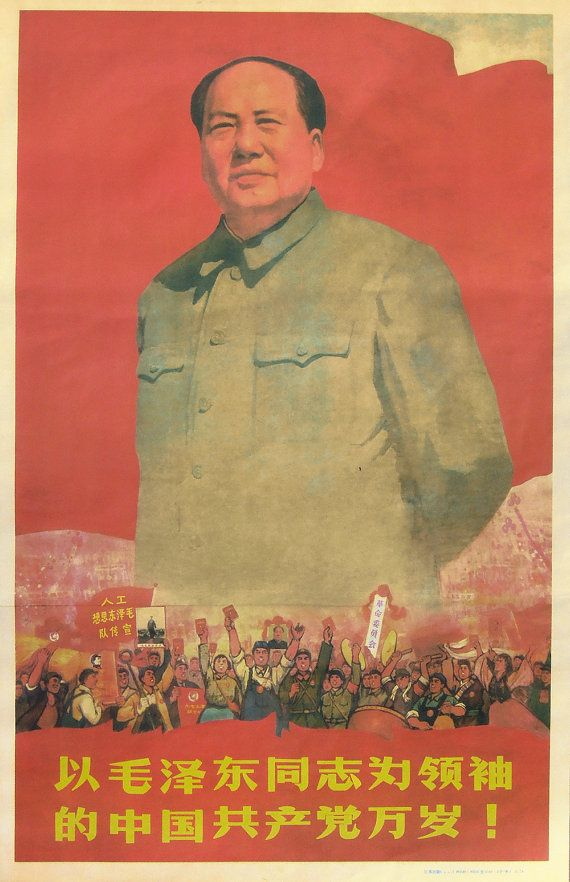 工人
毛泽东思想
宣传队
革命委员会
以毛泽东同志为领袖
的中国共产党万岁！